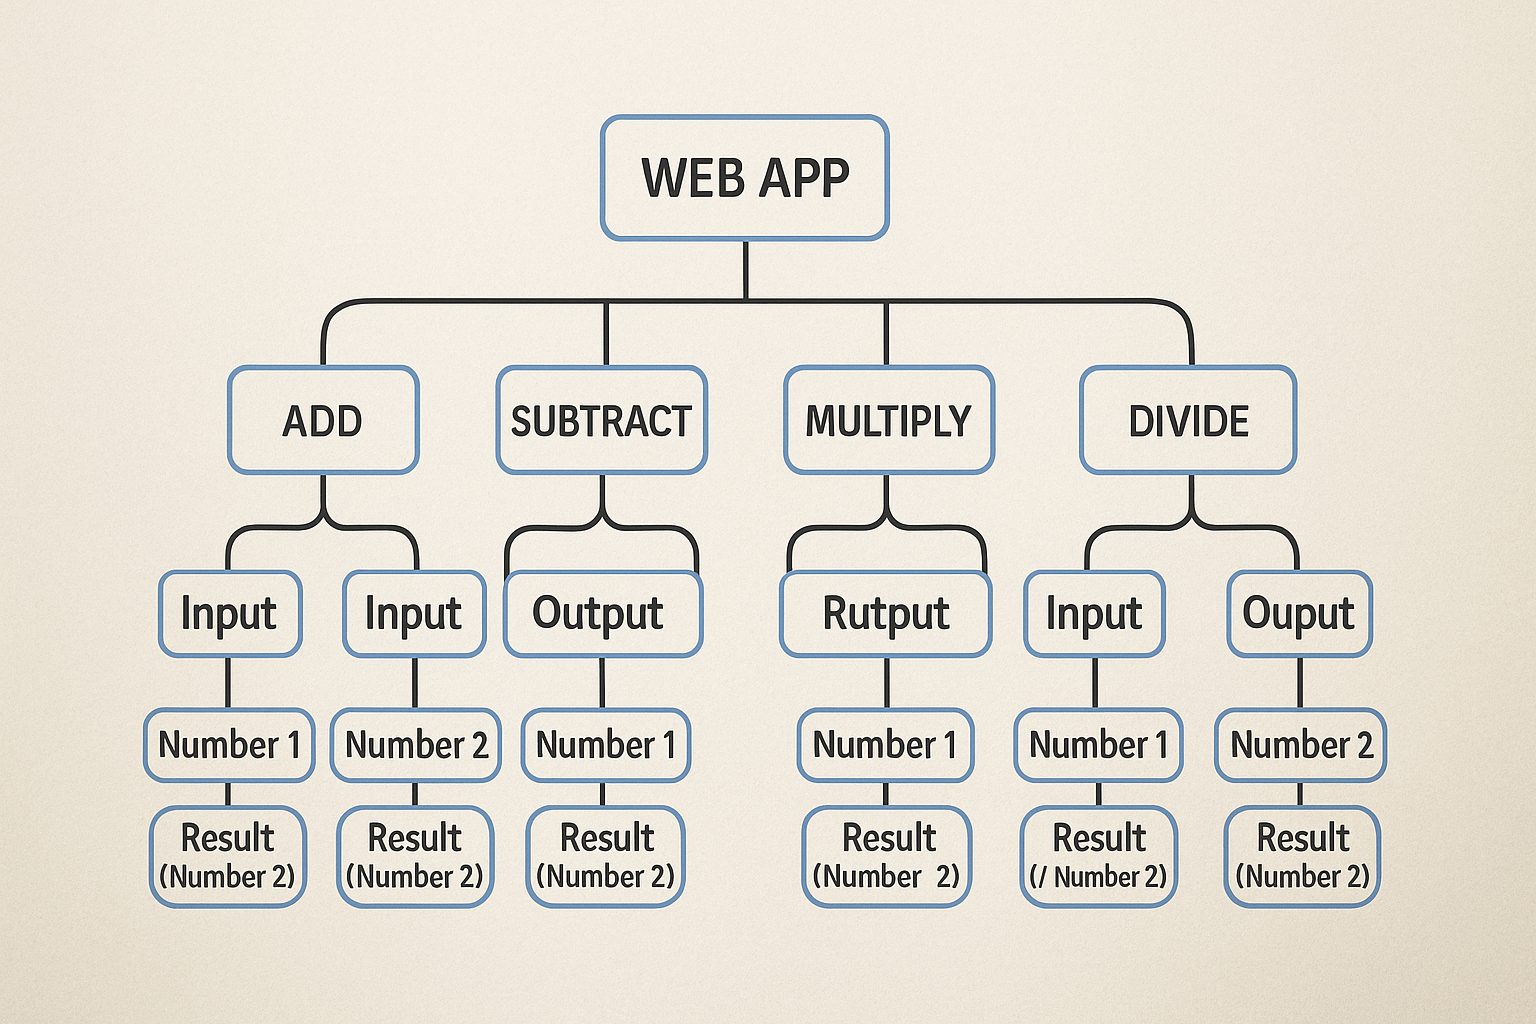 WEB APP
ADD
SUBTRACT
MULTIPLY
DIVIDE
Input
Input
Output
Rutput
Input
Ouput
Number 1
Number 2
Number 1
Number 1
Number 1
Number 2
Result
(Number 2)
Result
(Number 2)
Result
(Number 2)
Result
(Number 2)
Result
(/ Number 2)
Result
(Number 2)